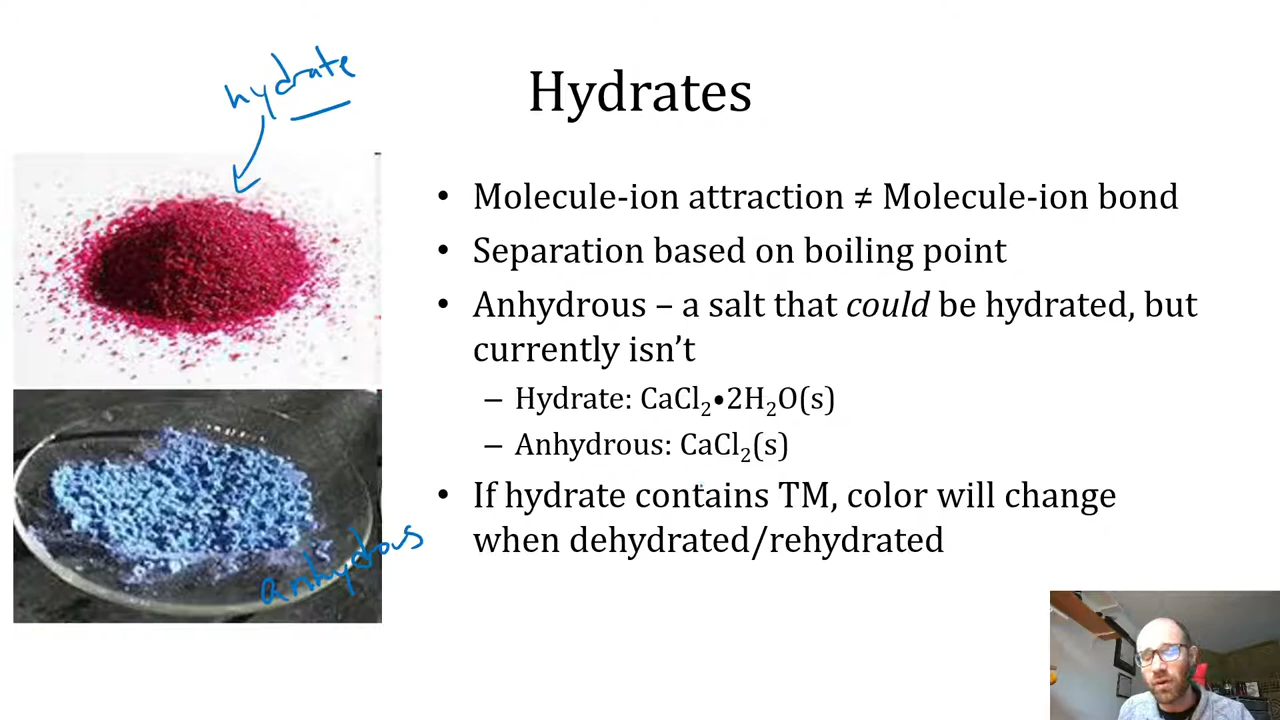 hydrate
Hydrates
• Molecule-ion attraction ≠ Molecule-ion bond
• Separation based on boiling point
• Anhydrous – a salt that could be hydrated, but
currently isn’t
– Hydrate: CaCl₂•2H₂O(s)
– Anhydrous: CaCl₂(s)
• If hydrate contains TM, color will change
when dehydrated/rehydrated
anhydrous